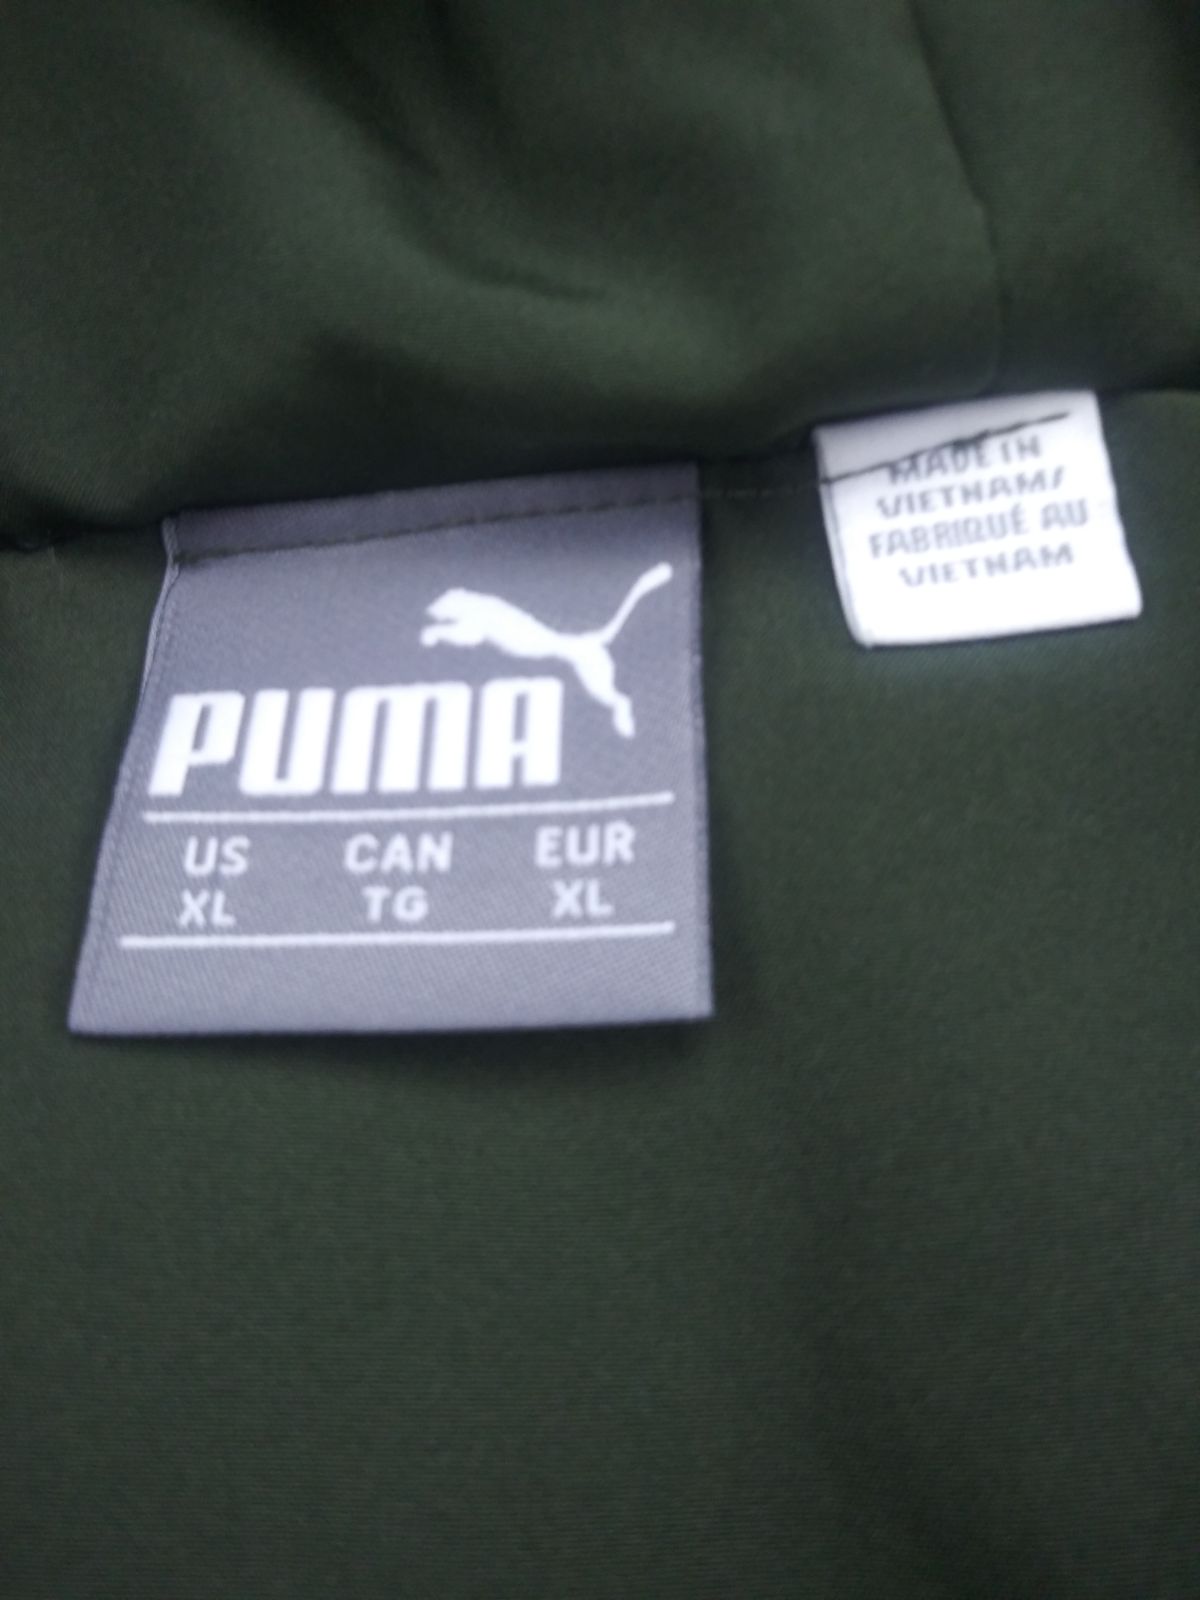 PUMA
US CAN EUR
XL TG XL
MADE IN
VIETNAM/
FABRIQUÉ AU
VIETNAM